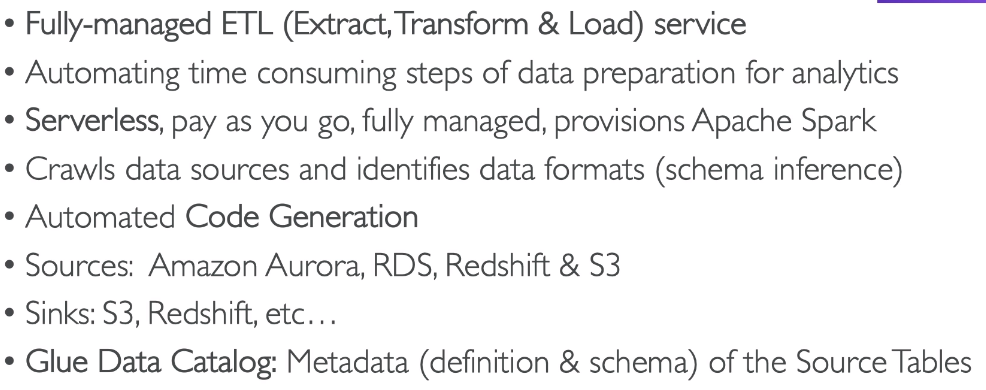 • Fully-managed ETL (Extract, Transform & Load) service
• Automating time consuming steps of data preparation for analytics
• Serverless, pay as you go, fully managed, provisions Apache Spark
• Crawls data sources and identifies data formats (schema inference)
• Automated Code Generation
• Sources: Amazon Aurora, RDS, Redshift & S3
• Sinks: S3, Redshift, etc…
• Glue Data Catalog: Metadata (definition & schema) of the Source Tables